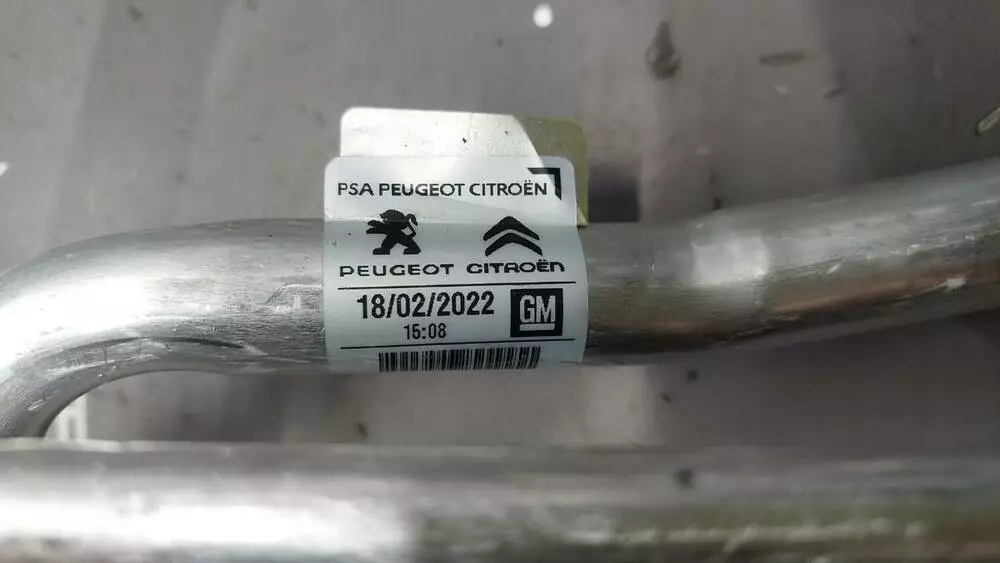 PSA PEUGEOT CITROËN
PEUGEOT CITROËN
18/02/2022
GM
15:08